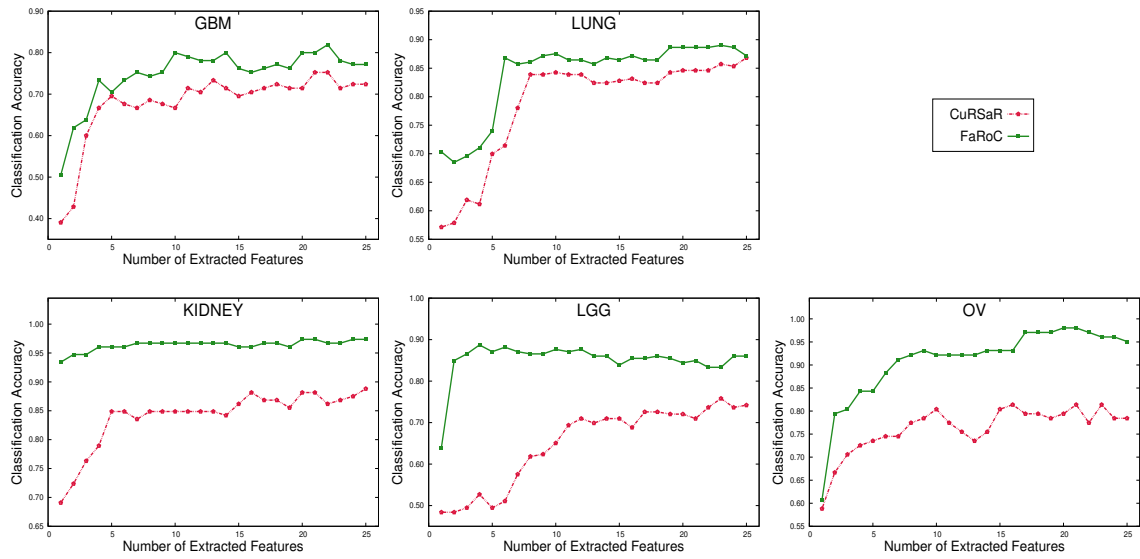 GBM
Classification Accuracy
0.90
0.80
0.70
0.60
0.50
0.40
0 5 10 15 20 25
Number of Extracted Features
LUNG
Classification Accuracy
0.95
0.90
0.85
0.80
0.75
0.70
0.65
0.60
0.55
0 5 10 15 20 25
Number of Extracted Features
CuRSaR
FaRoC
KIDNEY
Classification Accuracy
1.00
0.95
0.90
0.85
0.80
0.75
0.70
0.65
0 5 10 15 20 25
Number of Extracted Features
LGG
Classification Accuracy
1.00
0.90
0.80
0.70
0.60
0.50
0 5 10 15 20 25
Number of Extracted Features
OV
Classification Accuracy
1.00
0.95
0.90
0.85
0.80
0.75
0.70
0.65
0.60
0.55
0 5 10 15 20 25
Number of Extracted Features